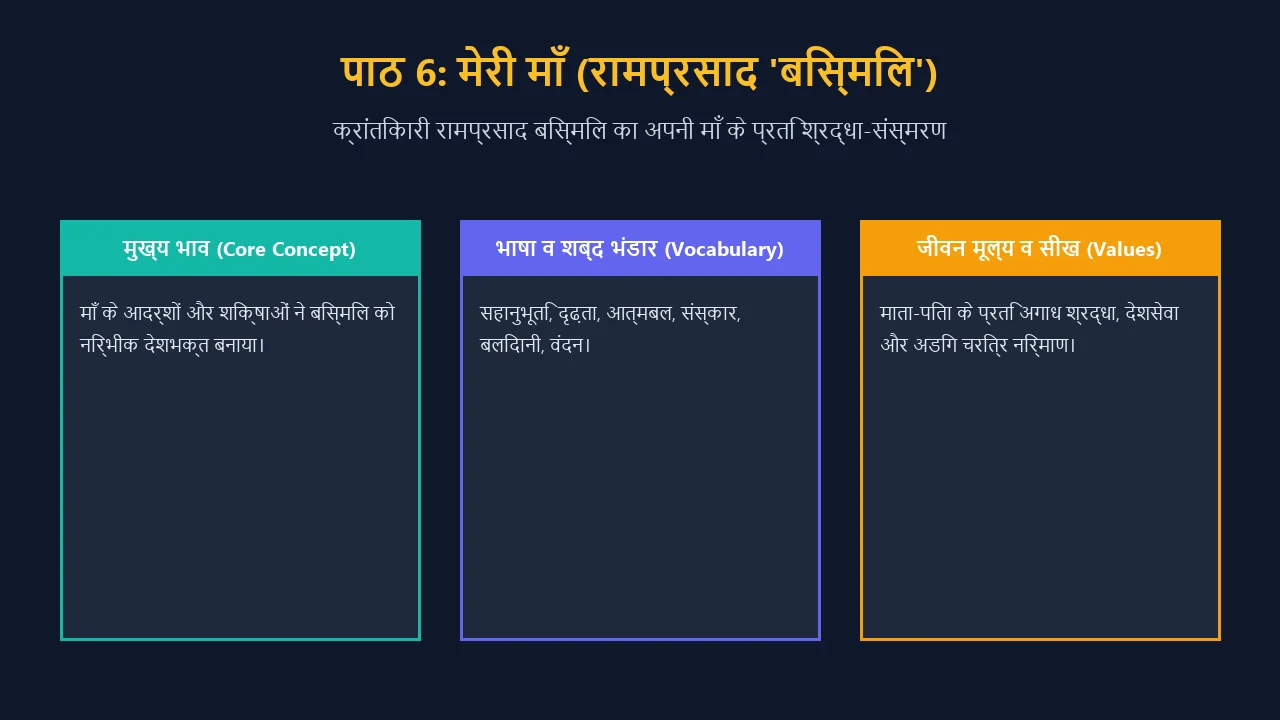 पाठ 6: मेरी माँ (रामप्रसाद 'बिस्मिल')
क्रांतिकारी रामप्रसाद बिस्मिल का अपनी माँ के प्रति श्रद्धा-संस्मरण
मुख्य भाव (Core Concept)
माँ के आदर्शों और शिक्षाओं ने बिस्मिल को
निर्भीक देशभक्त बनाया।
भाषा व शब्द भंडार (Vocabulary)
सहानुभूति, दृढ़ता, आत्मबल, संस्कार,
बलिदानी, वंदन।
जीवन मूल्य व सीख (Values)
माता-पिता के प्रति अगाध श्रद्धा, देशसेवा
और अडिग चरित्र निर्माण।